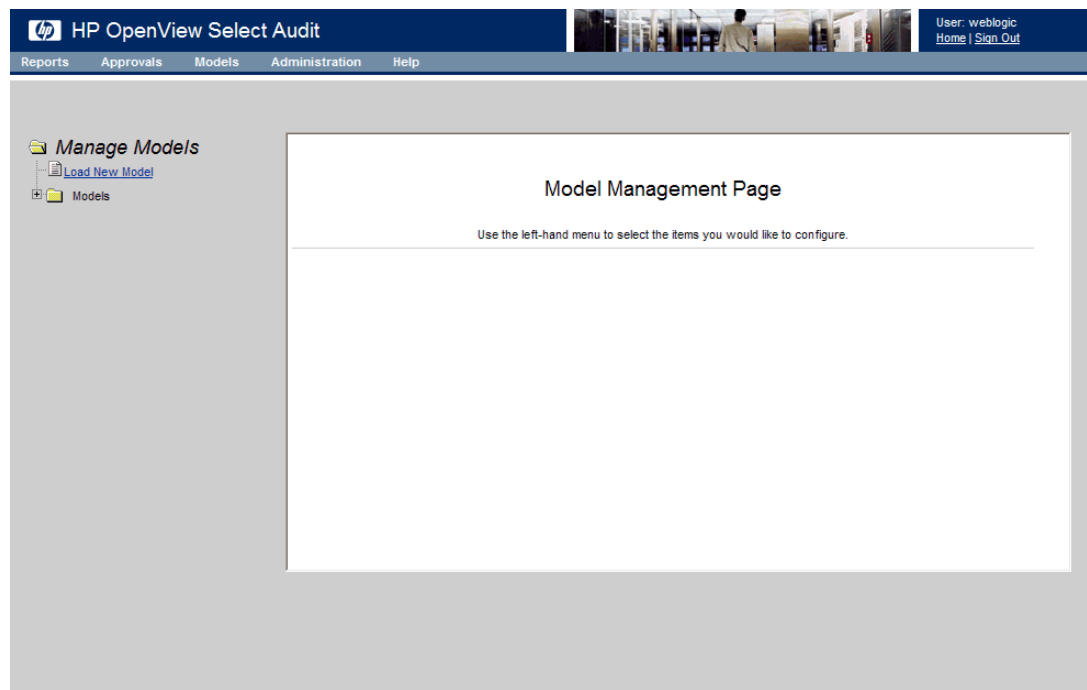 hp HP OpenView Select Audit
User: weblogic
Home | Sign Out
Reports Approvals Models Administration Help
Manage Models
Load New Model
Models
Model Management Page
Use the left-hand menu to select the items you would like to configure.